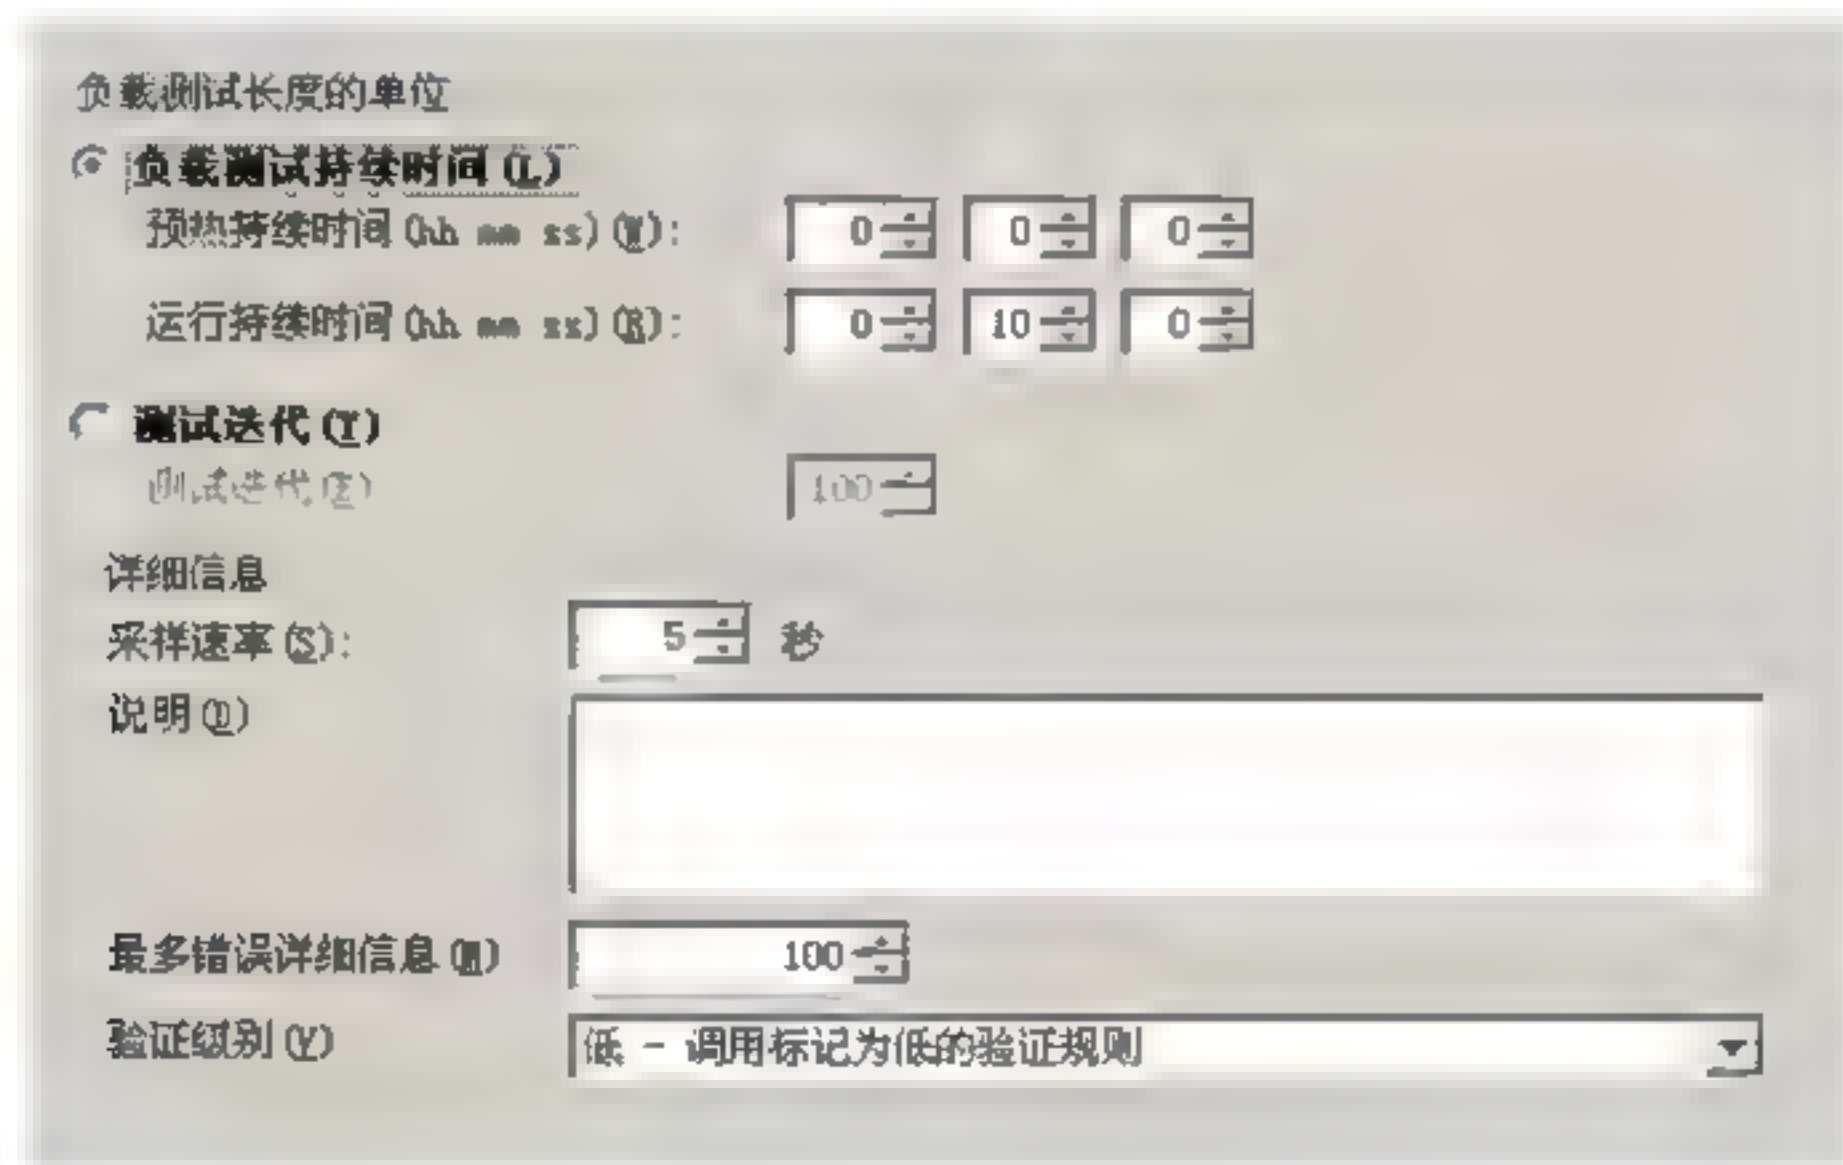 负载测试长度的单位
负载测试持续时间(L)
预热持续时间(hh mm ss)(W): 0 0 0
运行持续时间(hh mm ss)(R): 0 10 0
测试迭代(T)
测试迭代(E) 100
详细信息
采样速率(S): 5 秒
说明(D)
最多错误详细信息(M) 100
验证级别(V) 低 - 调用标记为低的验证规则